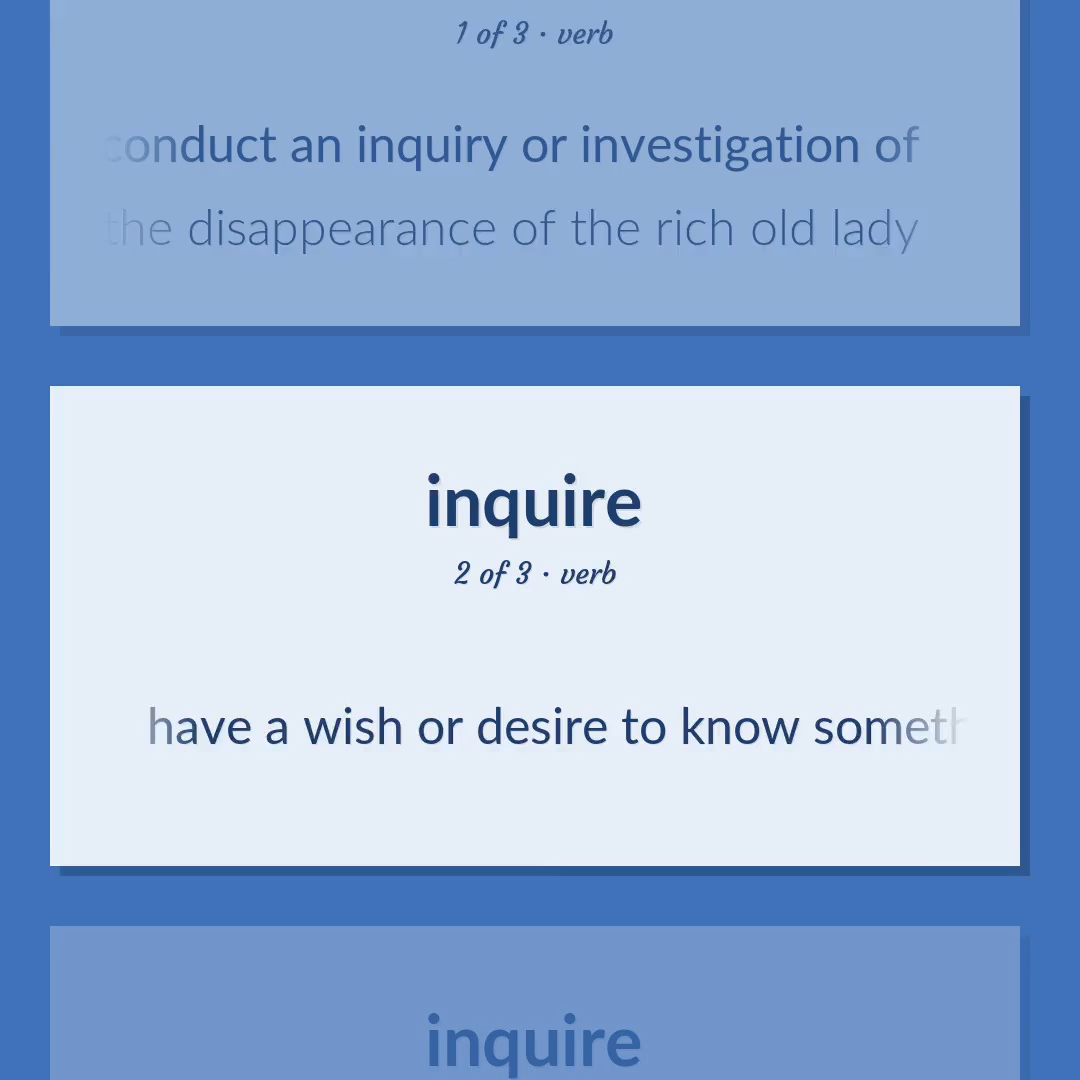 1 of 3 · verb
conduct an inquiry or investigation of
the disappearance of the rich old lady
inquire
2 of 3 · verb
have a wish or desire to know someth
inquire